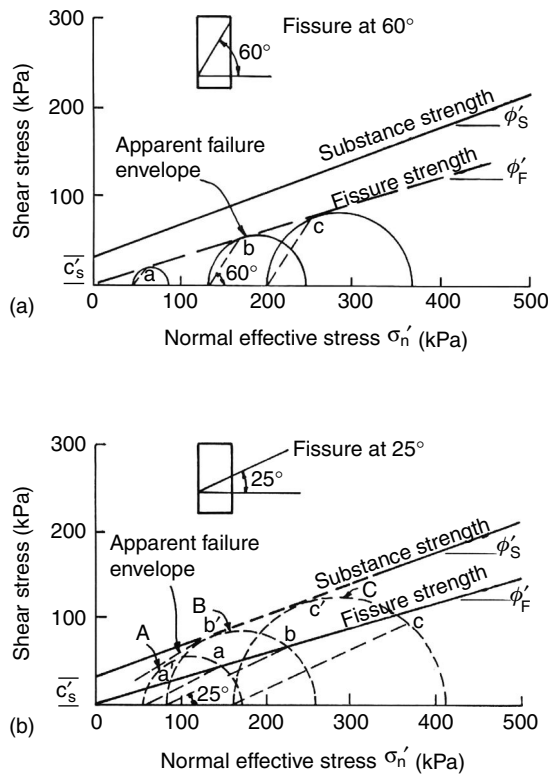 300
Fissure at 60°
60°
200
Substance strength
ϕ′S
Apparent failure
envelope
Fissure strength
ϕ′F
100
c′s
a
b
c
60°
0
0 100 200 300 400 500
Shear stress (kPa)
(a)
Normal effective stress σn′ (kPa)
300
Fissure at 25°
25°
200
Substance strength
ϕ′S
Apparent failure
envelope
Fissure strength
ϕ′F
100
A
B
b′
C
c′
a
a
b
c
c′s
25°
0
0 100 200 300 400 500
Shear stress (kPa)
(b)
Normal effective stress σn′ (kPa)